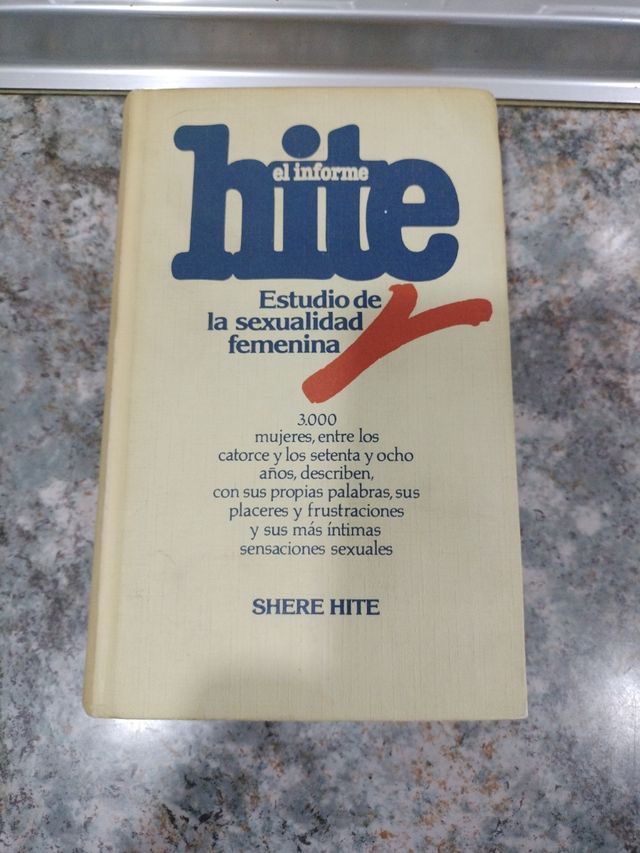 el informe
hite
Estudio de
la sexualidad
femenina
3.000
mujeres, entre los
catorce y los setenta y ocho
años, describen,
con sus propias palabras, sus
placeres y frustraciones
y sus más íntimas
sensaciones sexuales
SHERE HITE